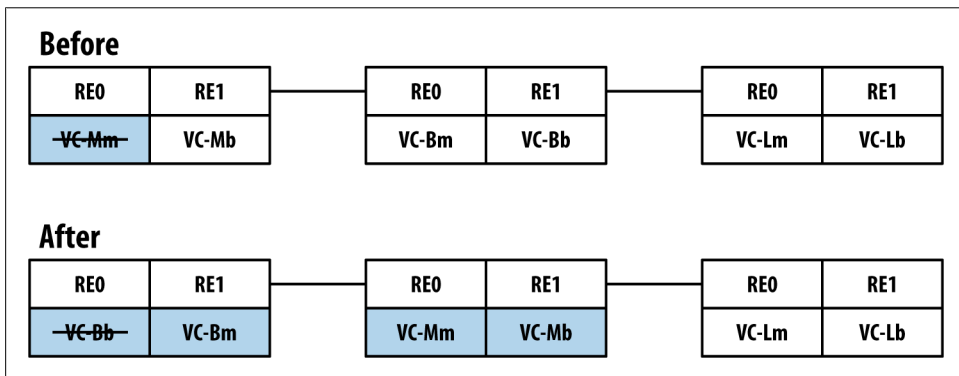 Before
RE0 RE1 RE0 RE1 RE0 RE1
VC-Mm VC-Mb VC-Bm VC-Bb VC-Lm VC-Lb
After
RE0 RE1 RE0 RE1 RE0 RE1
VC-Bb VC-Bm VC-Mm VC-Mb VC-Lm VC-Lb